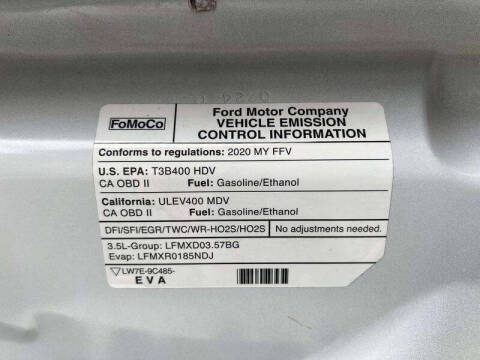 FoMoCo
Ford Motor Company
VEHICLE EMISSION
CONTROL INFORMATION
Conforms to regulations: 2020 MY FFV
U.S. EPA: T3B400 HDV
CA OBD II Fuel: Gasoline/Ethanol
California: ULEV400 MDV
CA OBD II Fuel: Gasoline/Ethanol
DFI/SFI/EGR/TWC/WR-HO2S/HO2S No adjustments needed.
3.5L-Group: LFMXD03.57BG
Evap: LFMXR0185NDJ
LW7E-9C485-
EVA